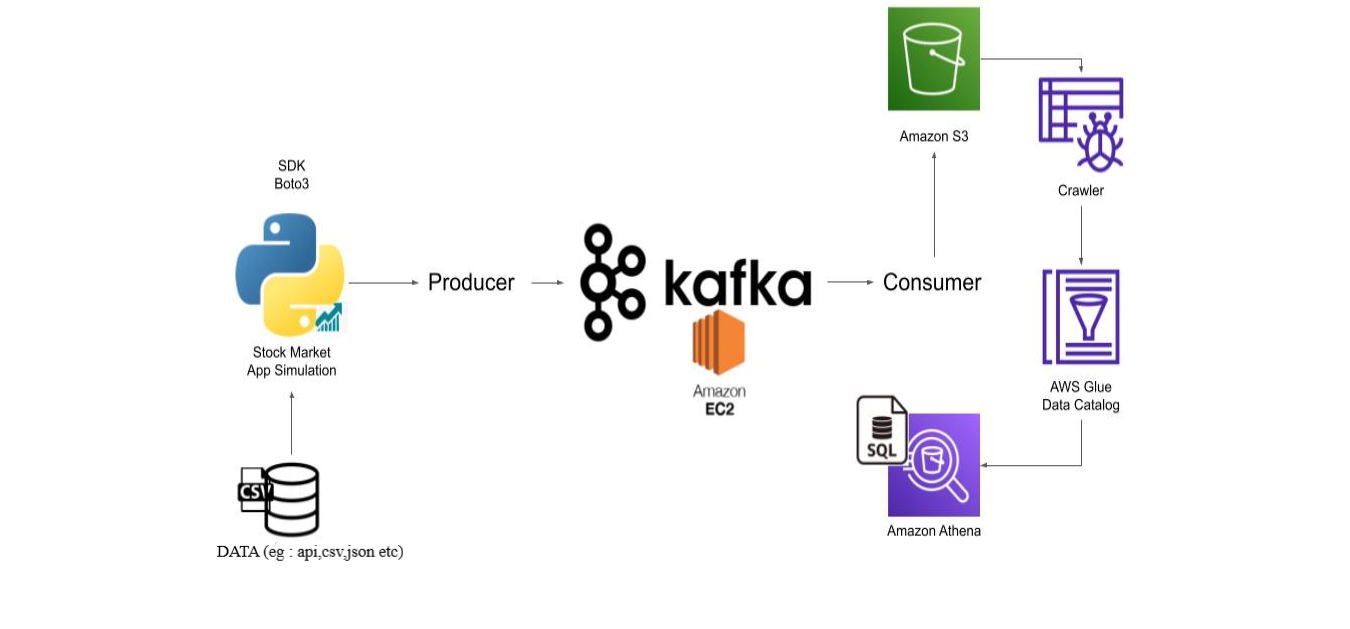 SDK
Boto3
Stock Market
App Simulation
CSV
DATA (eg : api,csv,json etc)
Producer
kafka
Amazon
EC2
Consumer
Amazon S3
Crawler
AWS Glue
Data Catalog
SQL
Amazon Athena